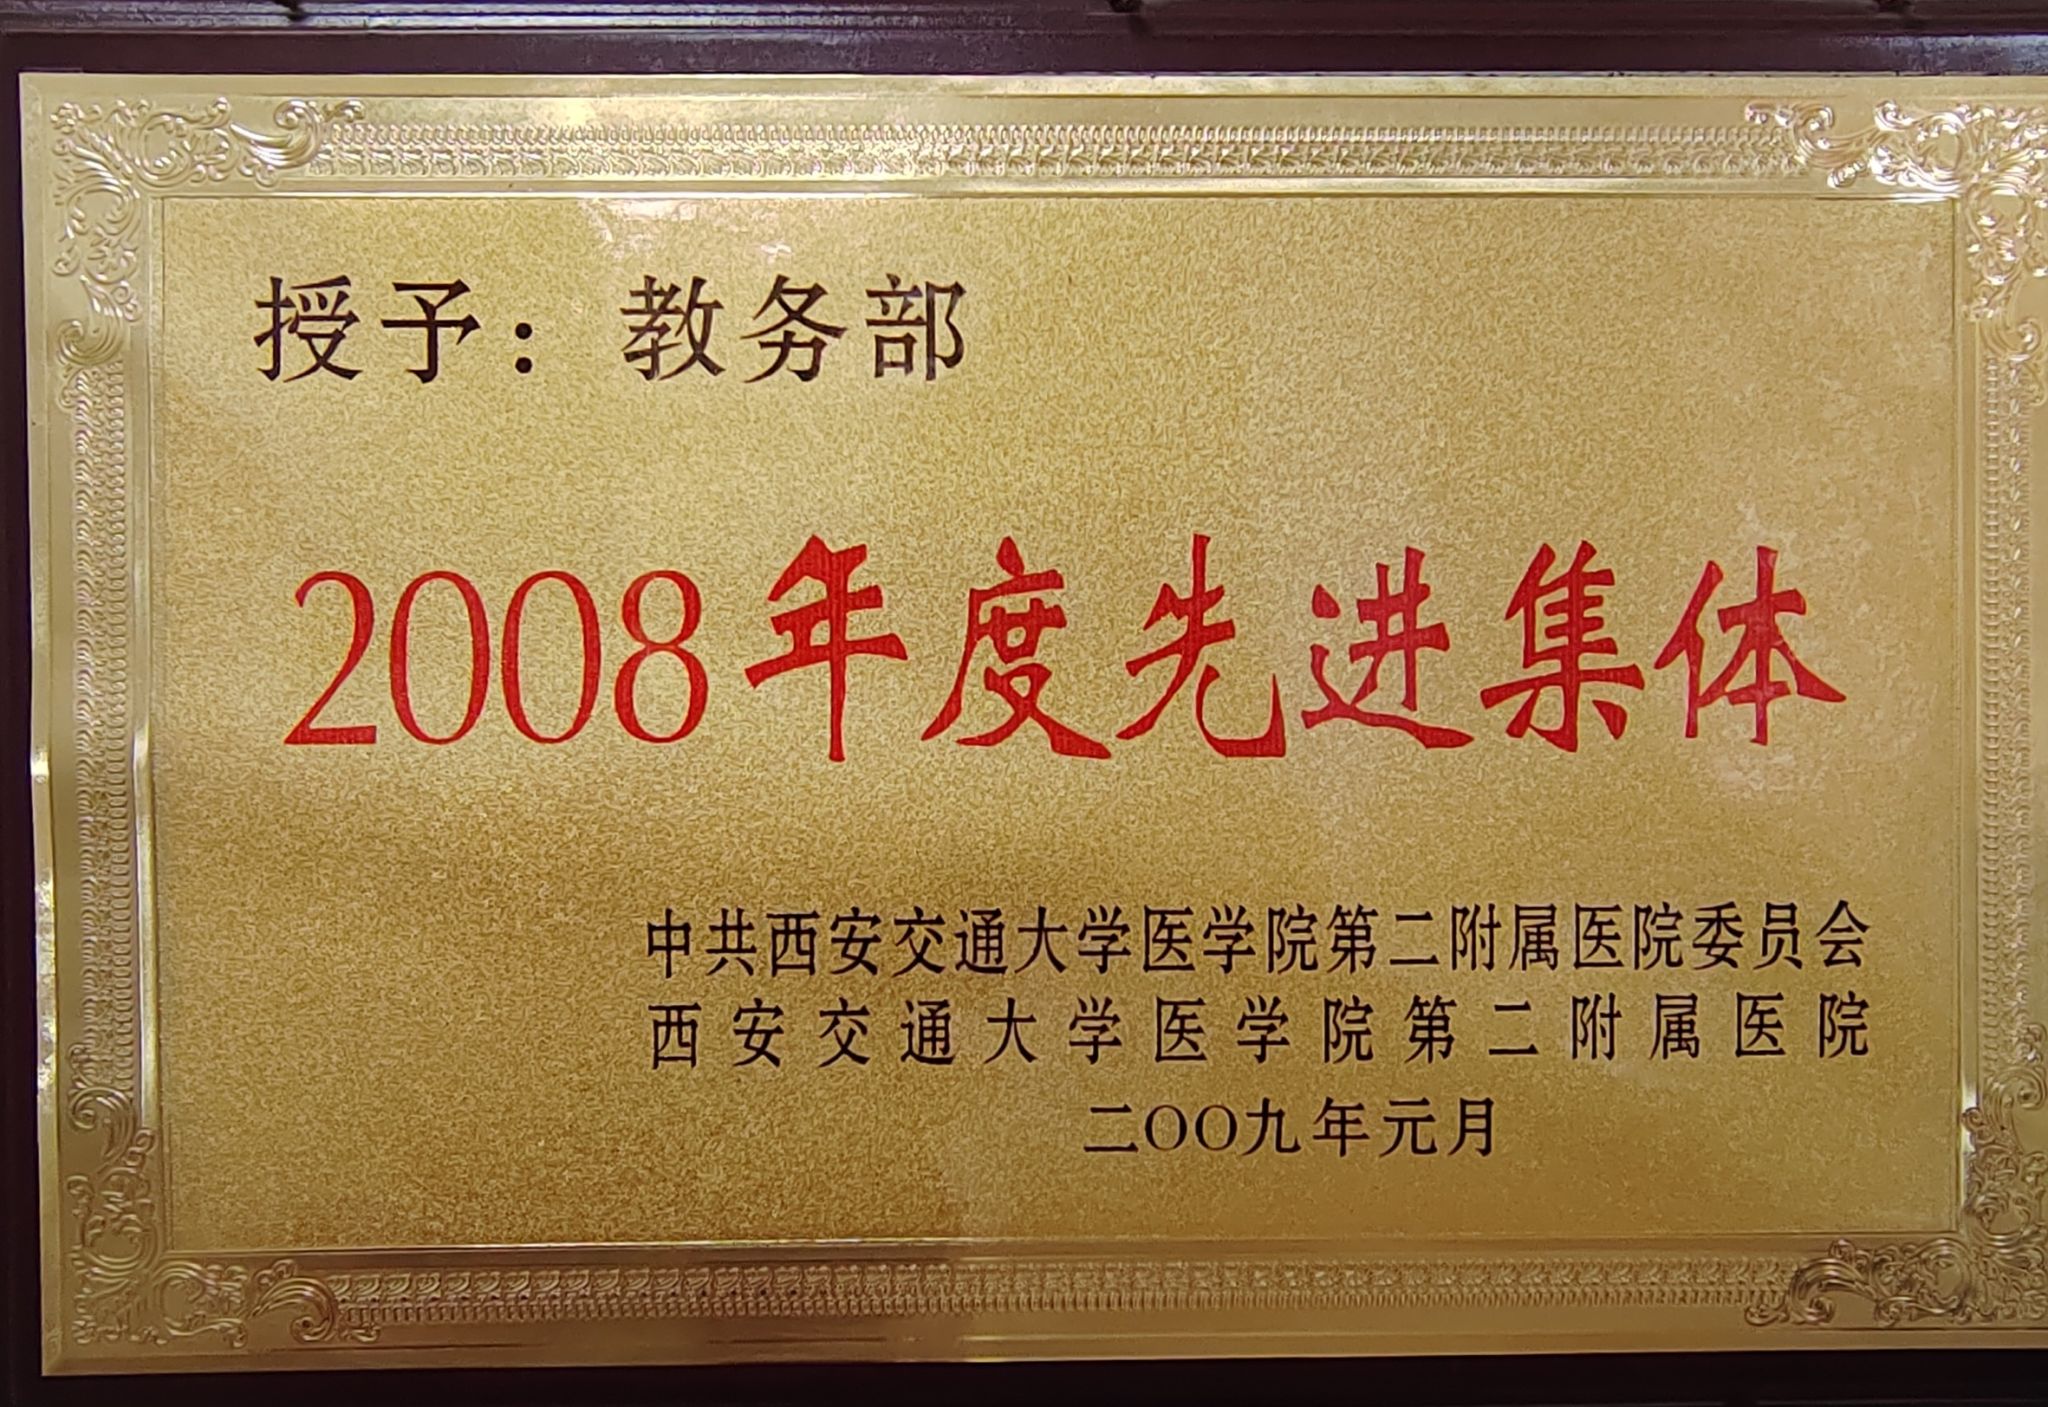 授予：教务部
2008年度先进集体
中共西安交通大学医学院第二附属医院委员会
西安交通大学医学院第二附属医院
二〇〇九年元月